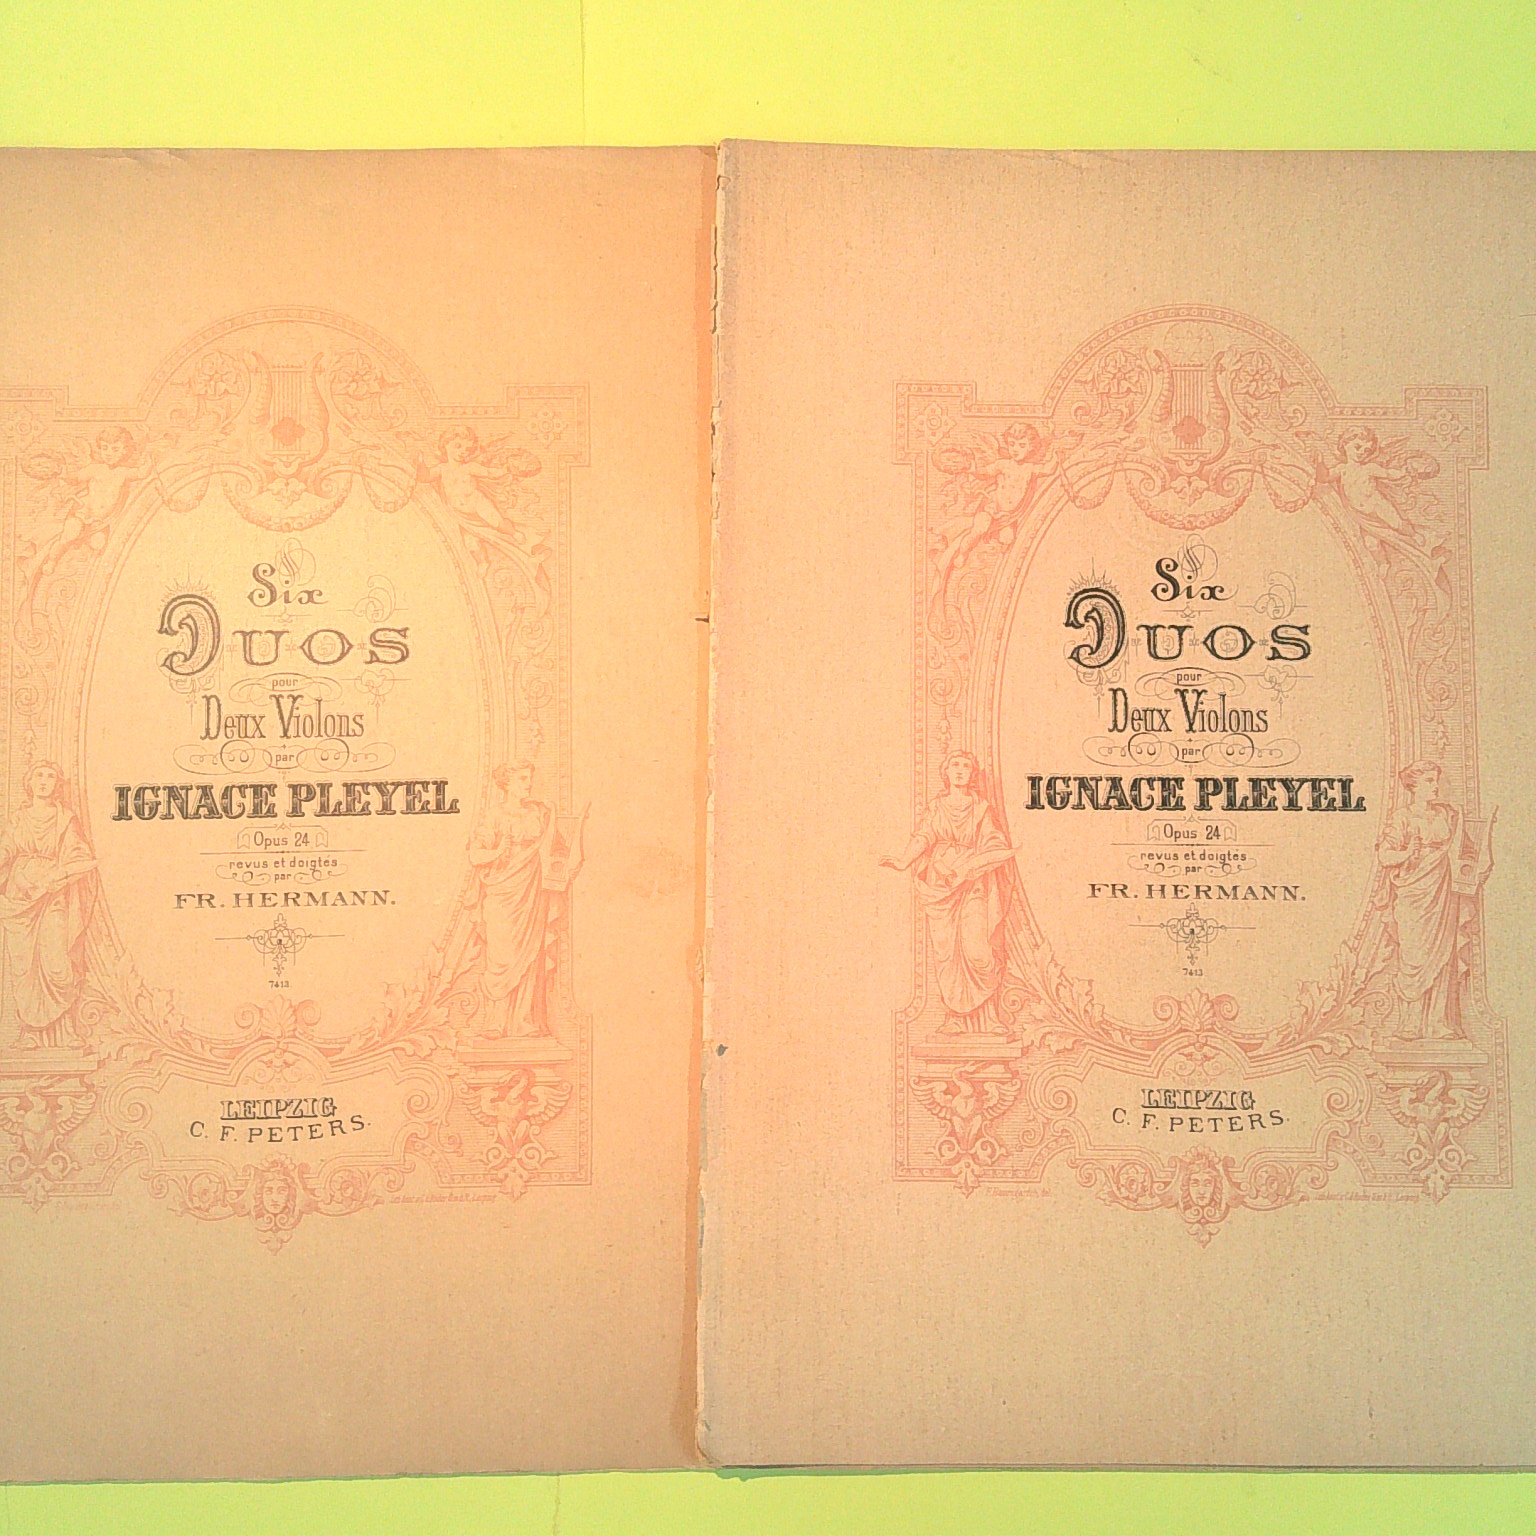 Six
Duos
pour
Deux Violons
par
IGNACE PLEYEL
Opus 24
revus et doigtés
par
FR. HERMANN.
7413
LEIPZIG
C. F. PETERS.
Six
Duos
pour
Deux Violons
par
IGNACE PLEYEL
Opus 24
revus et doigtés
par
FR. HERMANN.
7413
LEIPZIG
C. F. PETERS.